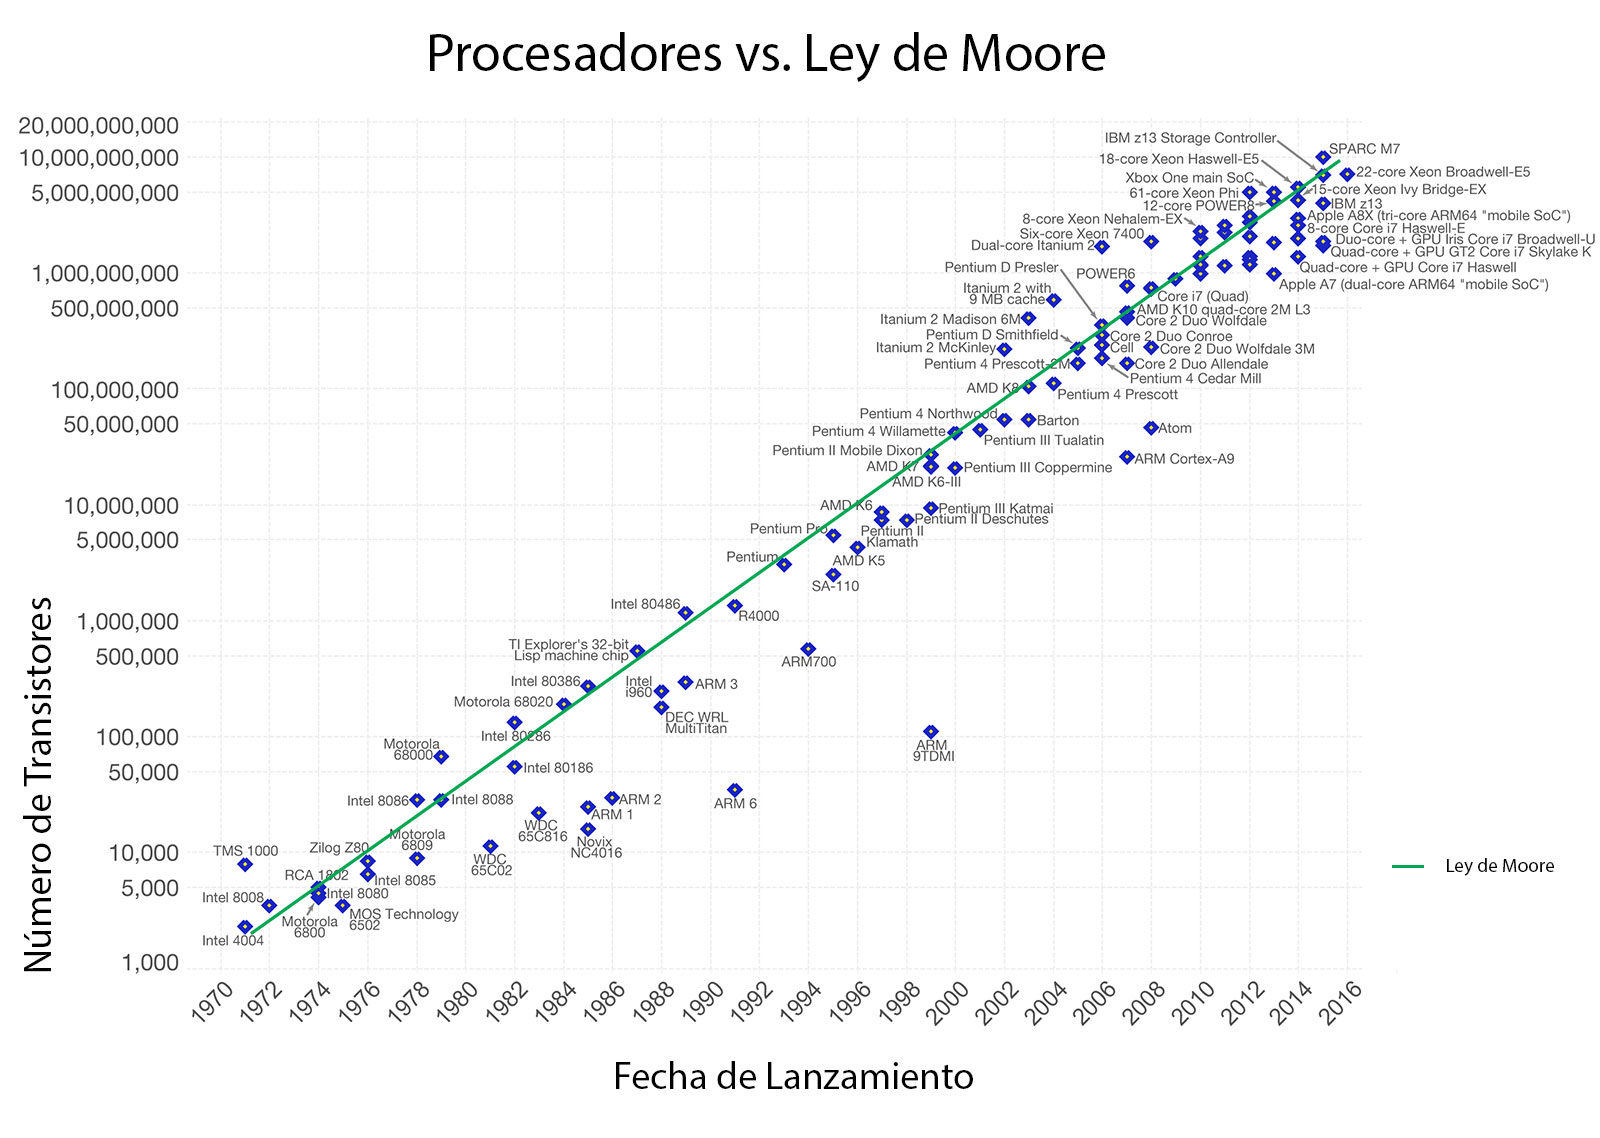 Procesadores vs. Ley de Moore
Número de Transistores
20,000,000,000
10,000,000,000
5,000,000,000
1,000,000,000
500,000,000
100,000,000
50,000,000
10,000,000
5,000,000
1,000,000
500,000
100,000
50,000
10,000
5,000
1,000
IBM z13 Storage Controller
SPARC M7
18-core Xeon Haswell-E5
22-core Xeon Broadwell-E5
Xbox One main SoC
61-core Xeon Phi
15-core Xeon Ivy Bridge-EX
12-core POWER8
IBM z13
8-core Xeon Nehalem-EX
Apple A8X (tri-core ARM64 "mobile SoC")
Six-core Xeon 7400
8-core Core i7 Haswell-E
Dual-core Itanium 2
Duo-core + GPU Iris Core i7 Broadwell-U
Quad-core + GPU GT2 Core i7 Skylake K
Pentium D Presler
POWER6
Quad-core + GPU Core i7 Haswell
Apple A7 (dual-core ARM64 "mobile SoC")
Itanium 2 with
9 MB cache
Core i7 (Quad)
AMD K10 quad-core 2M L3
Itanium 2 Madison 6M
Core 2 Duo Wolfdale
Pentium D Smithfield
Core 2 Duo Conroe
Itanium 2 McKinley
Cell
Core 2 Duo Wolfdale 3M
Pentium 4 Prescott-2M
Core 2 Duo Allendale
Pentium 4 Cedar Mill
AMD K8
Pentium 4 Prescott
Pentium 4 Northwood
Barton
Pentium 4 Willamette
Pentium III Tualatin
Atom
Pentium II Mobile Dixon
ARM Cortex-A9
AMD K7
Pentium III Coppermine
AMD K6-III
AMD K6
Pentium III Katmai
Pentium II Deschutes
Pentium Pro
Pentium II
Klamath
Pentium
AMD K5
SA-110
Intel 80486
R4000
TI Explorer's 32-bit
Lisp machine chip
ARM700
Intel 80386
Intel
i960
ARM 3
Motorola 68020
DEC WRL
MultiTitan
Intel 80286
Motorola
68000
ARM
9TDMI
Intel 80186
Intel 8086
Intel 8088
ARM 2
ARM 6
ARM 1
WDC
65C816
Motorola
6809
Novix
NC4016
TMS 1000
Zilog Z80
WDC
65C02
RCA 1802
Intel 8085
Intel 8008
Intel 8080
MOS Technology
6502
Motorola
6800
Intel 4004
Ley de Moore
1970
1972
1974
1976
1978
1980
1982
1984
1986
1988
1990
1992
1994
1996
1998
2000
2002
2004
2006
2008
2010
2012
2014
2016
Fecha de Lanzamiento